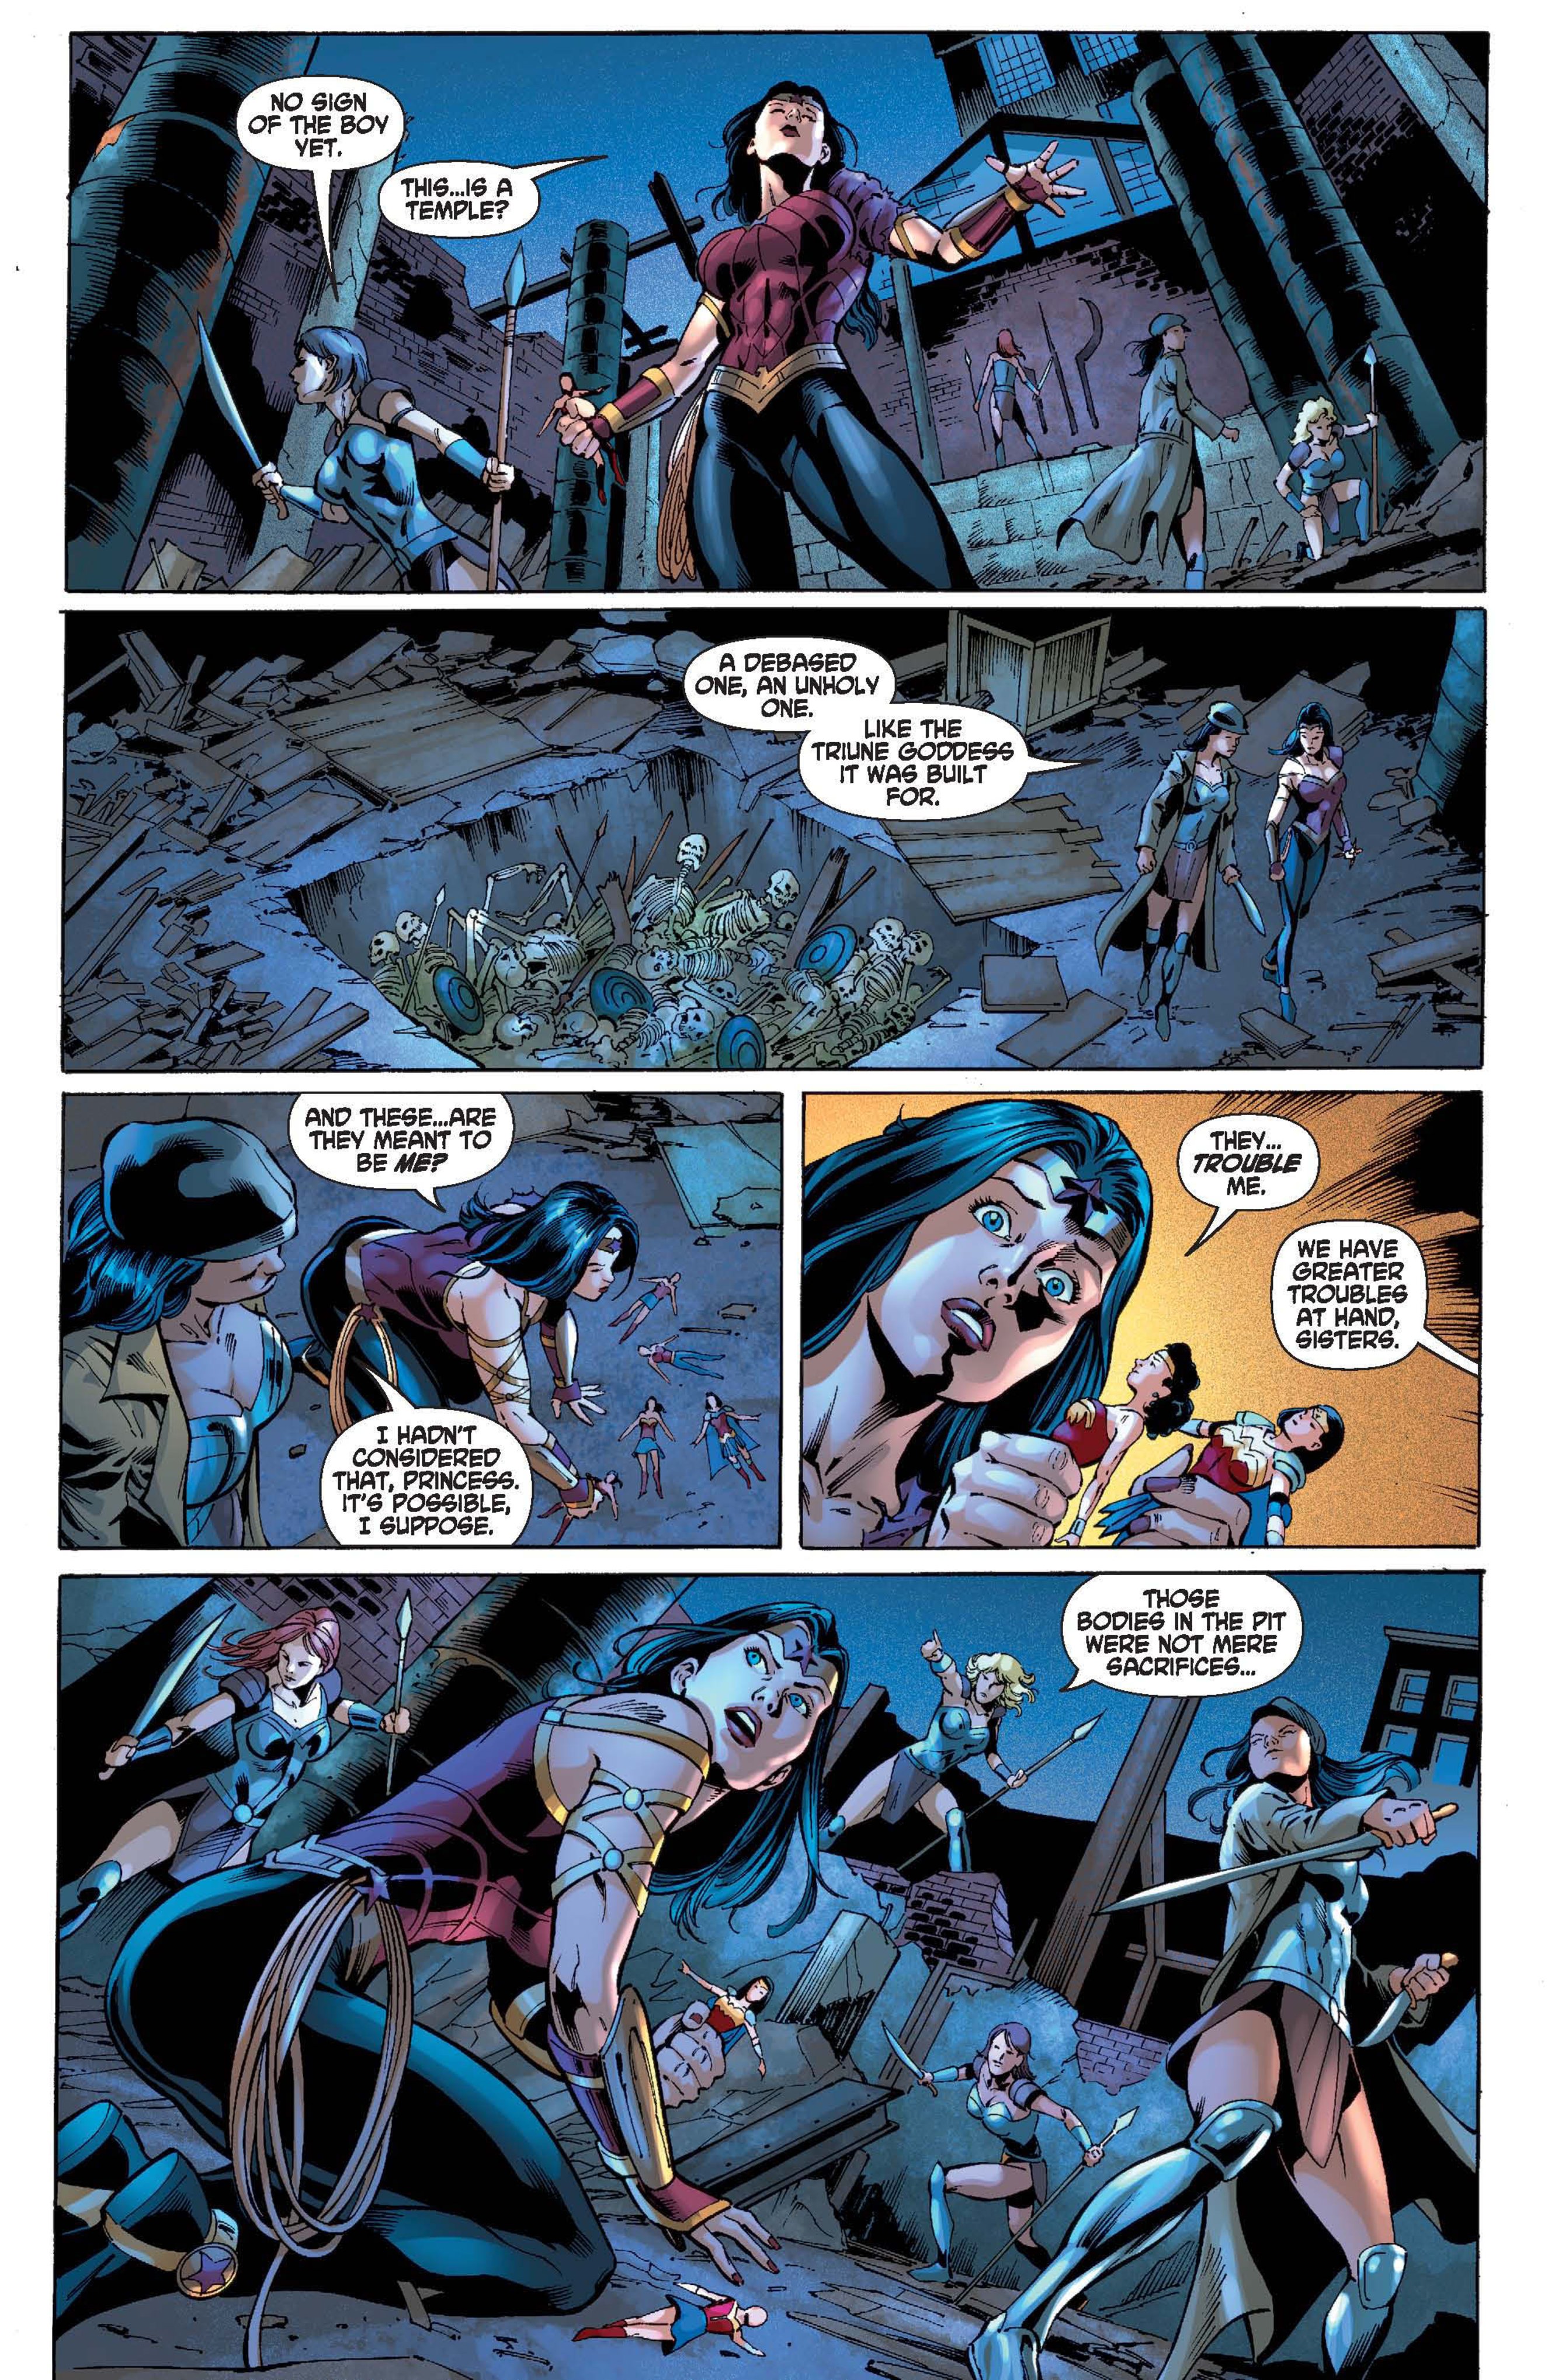 NO SIGN
OF THE BOY
YET.
THIS...IS A
TEMPLE?
A DEBASED
ONE, AN UNHOLY
ONE.
LIKE THE
TRIUNE GODDESS
IT WAS BUILT
FOR.
AND THESE...ARE
THEY MEANT TO
BE ME?
I HADN'T
CONSIDERED
THAT, PRINCESS.
IT'S POSSIBLE,
I SUPPOSE.
THEY...
TROUBLE
ME.
WE HAVE
GREATER
TROUBLES
AT HAND,
SISTERS.
THOSE
BODIES IN THE PIT
WERE NOT MERE
SACRIFICES...